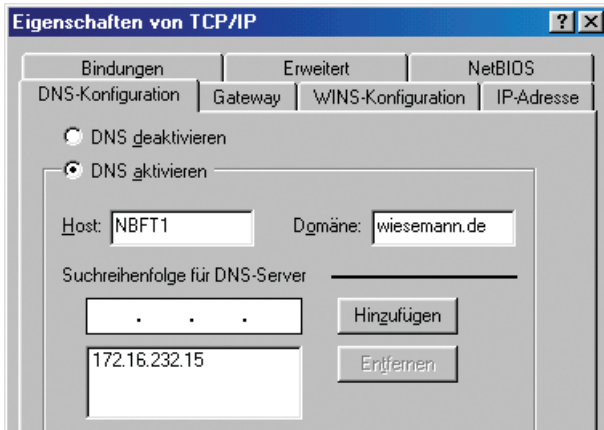 Eigenschaften von TCP/IP
Bindungen Erweitert NetBIOS
DNS-Konfiguration Gateway WINS-Konfiguration IP-Adresse
DNS deaktivieren
DNS aktivieren
Host: NBFT1 Domäne: wiesemann.de
Suchreihenfolge für DNS-Server
. . . Hinzufügen
172.16.232.15 Entfernen